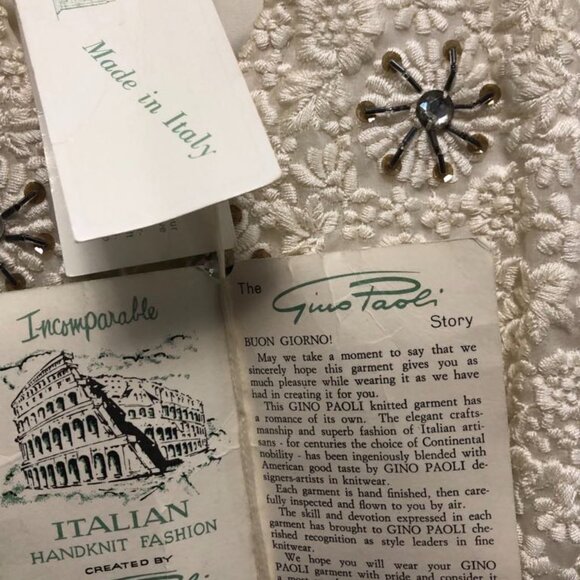 Made in Italy
Incomparable
ITALIAN
HANDKNIT FASHION
CREATED BY
The Gino Paoli Story
BUON GIORNO!
May we take a moment to say that we
sincerely hope this garment gives you as
much pleasure while wearing it as we have
had in creating it for you.
This GINO PAOLI knitted garment has
a romance of its own. The elegant crafts-
manship and superb fashion of Italian arti-
sans - for centuries the choice of Continental
nobility - has been ingeniously blended with
American good taste by GINO PAOLI de-
signers-artists in knitwear.
Each garment is hand finished, then care-
fully inspected and flown to you by air.
The skill and devotion expressed in each
garment has brought to GINO PAOLI che-
rished recognition as style leaders in fine
knitwear.
We hope you will wear your GINO
PAOLI garment with pride and consider it